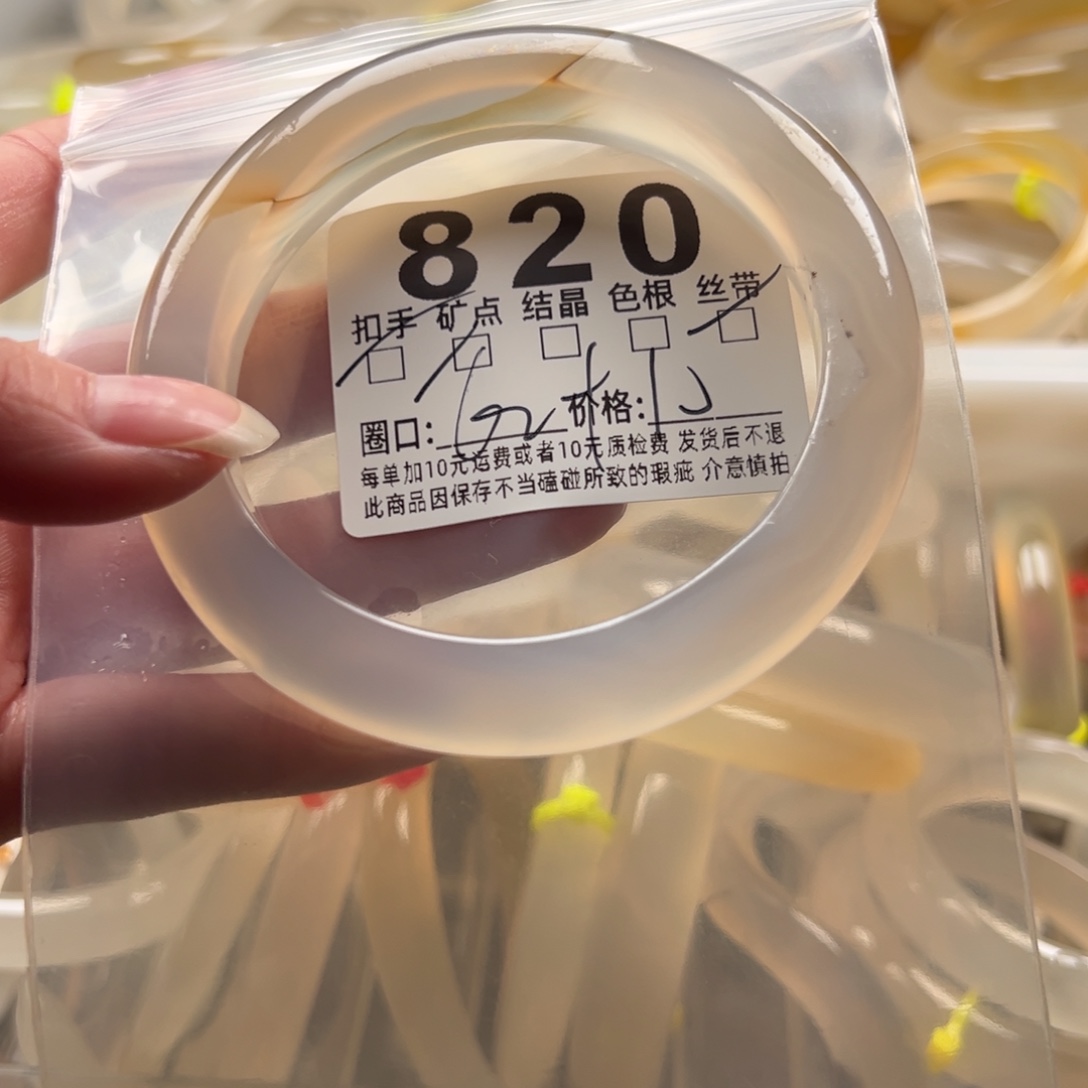 820
扣手 矿点 结晶 色根 丝带
圈口: 价格:
每单加10元运费或者10元质检费 发货后不退
此商品因保存不当磕碰所致的瑕疵 介意慎拍